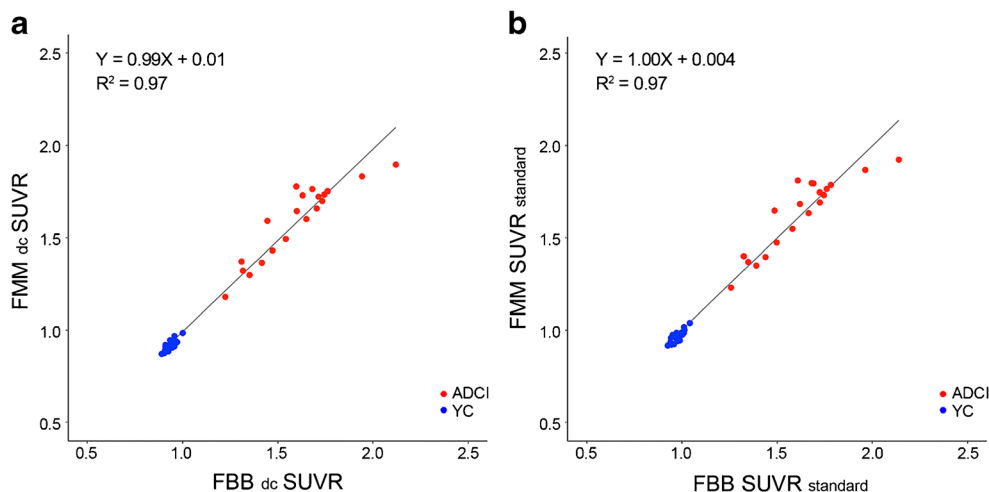 a
Y = 0.99X + 0.01
R² = 0.97
FMM dc SUVR
2.5
2.0
1.5
1.0
0.5
ADCI
YC
0.5 1.0 1.5 2.0 2.5
FBB dc SUVR
b
Y = 1.00X + 0.004
R² = 0.97
FMM SUVR standard
2.5
2.0
1.5
1.0
0.5
ADCI
YC
0.5 1.0 1.5 2.0 2.5
FBB SUVR standard